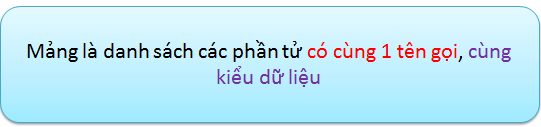 Mảng là danh sách các phần tử có cùng 1 tên gọi, cùng
kiểu dữ liệu